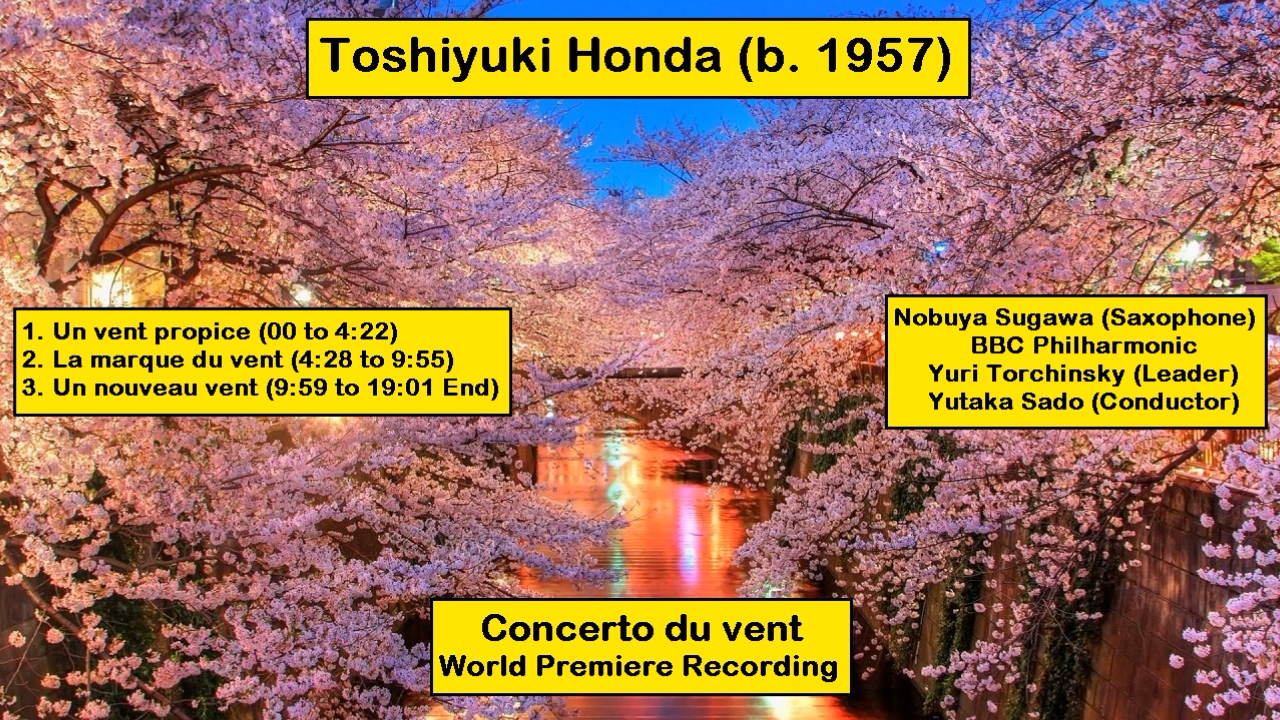 Toshiyuki Honda (b. 1957)
1. Un vent propice (00 to 4:22)
2. La marque du vent (4:28 to 9:55)
3. Un nouveau vent (9:59 to 19:01 End)
Nobuya Sugawa (Saxophone)
BBC Philharmonic
Yuri Torchinsky (Leader)
Yutaka Sado (Conductor)
Concerto du vent
World Premiere Recording